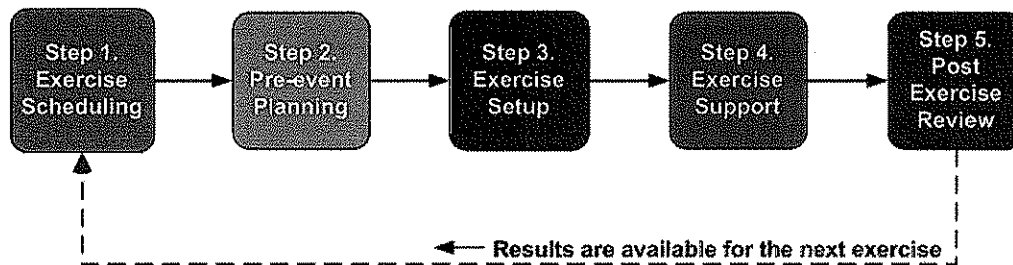 Step 1.
Exercise
Scheduling
Step 2.
Pre-event
Planning
Step 3.
Exercise
Setup
Step 4.
Exercise
Support
Step 5.
Post
Exercise
Review
Results are available for the next exercise